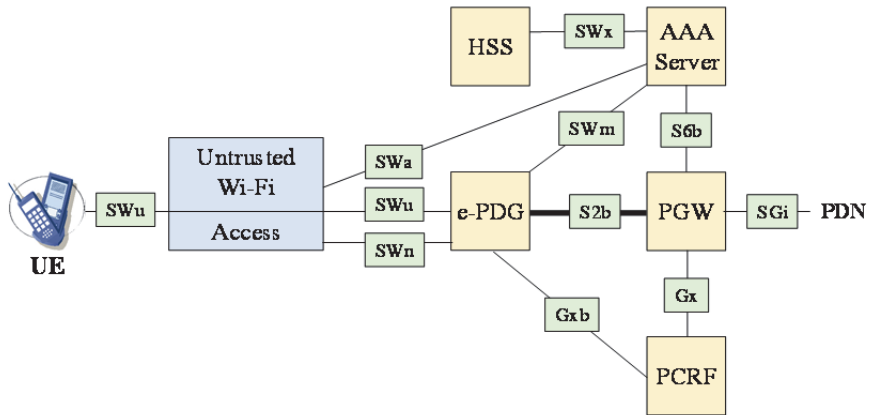 HSS
SWx
AAA
Server
SWm
S6b
Untrusted
Wi-Fi
Access
SWa
SWu
SWu
SWn
e-PDG
S2b
PGW
SGi
PDN
UE
Gxb
Gx
PCRF